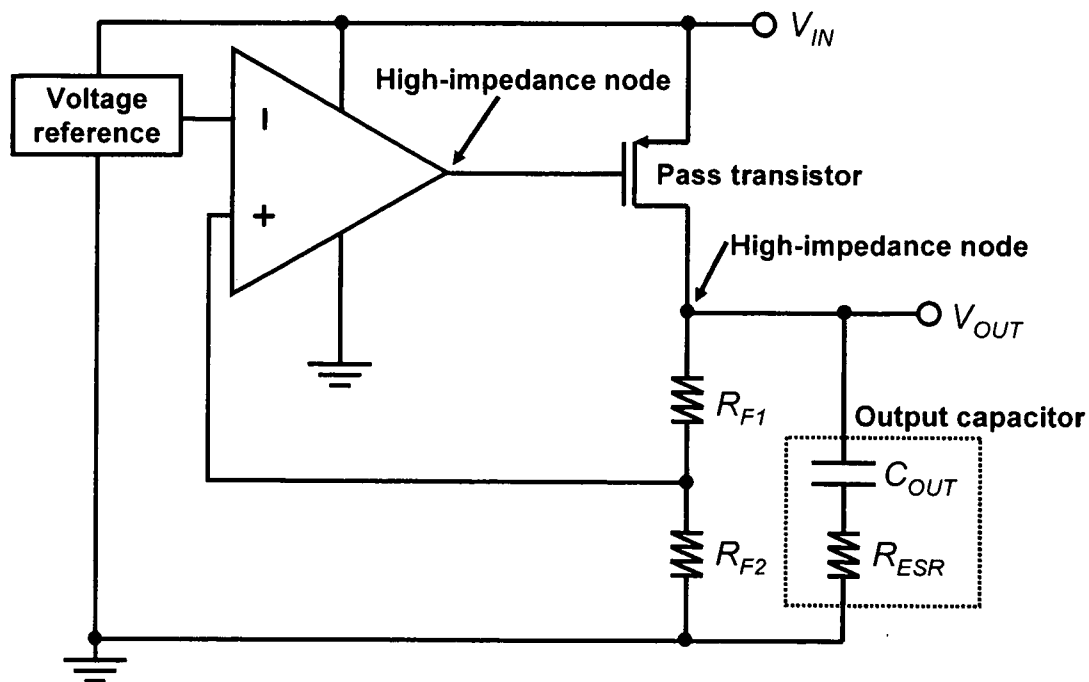 V_IN
High-impedance node
Voltage
reference
−
Pass transistor
+
High-impedance node
V_OUT
R_F1
Output capacitor
C_OUT
R_F2
R_ESR